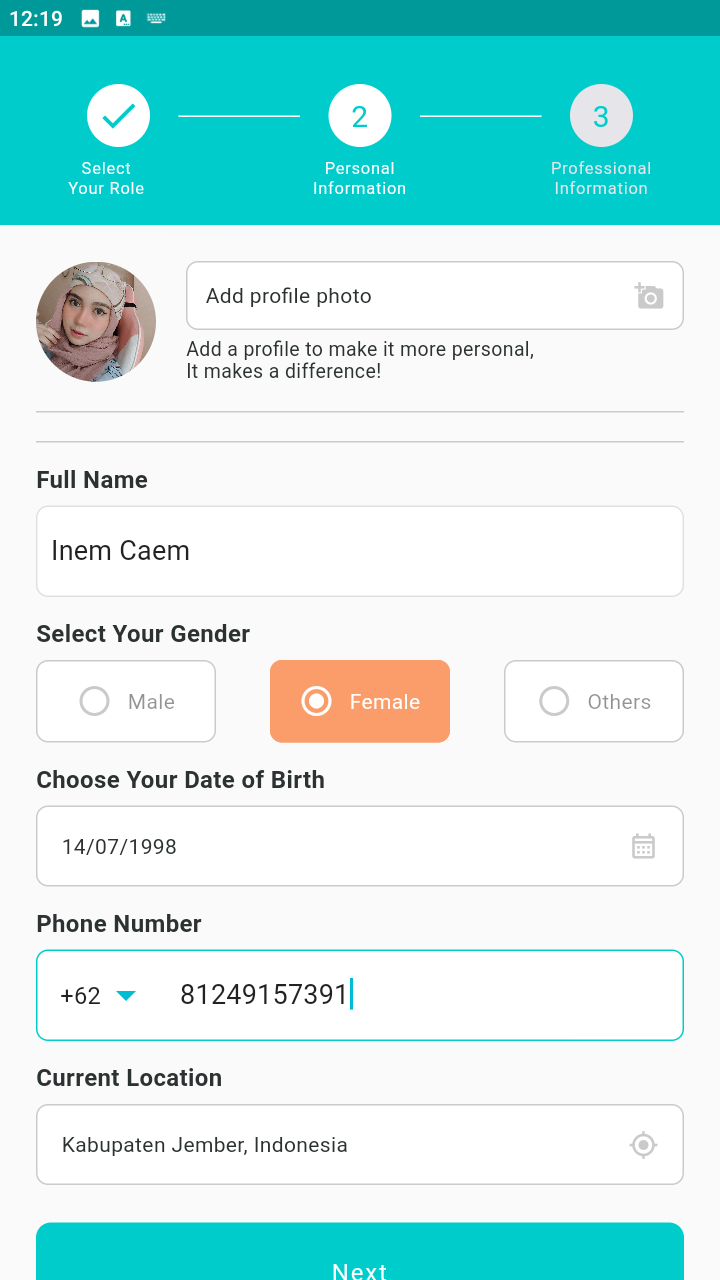 12:19
2
3
Select
Your Role
Personal
Information
Professional
Information
Add profile photo
Add a profile to make it more personal,
It makes a difference!
Full Name
Inem Caem
Select Your Gender
Male
Female
Others
Choose Your Date of Birth
14/07/1998
Phone Number
+62 81249157391
Current Location
Kabupaten Jember, Indonesia
Next